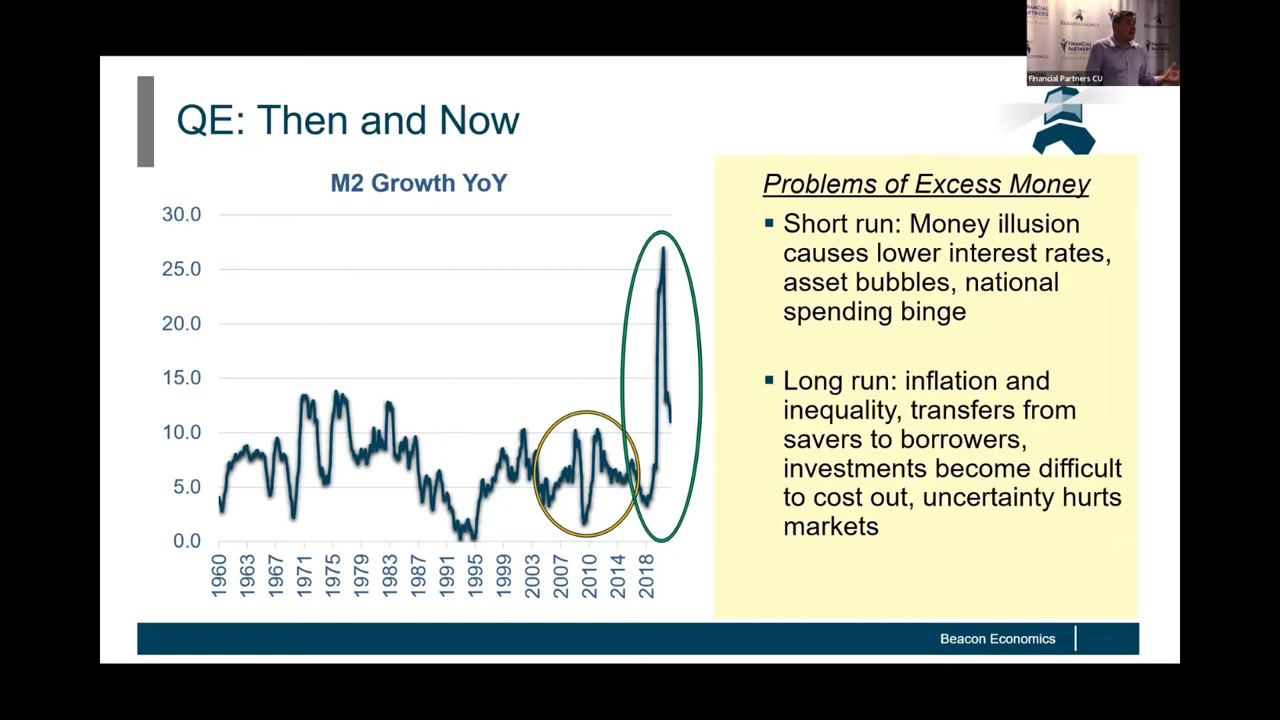 Financial Partners CU
QE: Then and Now
M2 Growth YoY
30.0
25.0
20.0
15.0
10.0
5.0
0.0
1960
1963
1967
1971
1975
1979
1983
1987
1991
1995
1999
2003
2007
2010
2014
2018
Problems of Excess Money
Short run: Money illusion
causes lower interest rates,
asset bubbles, national
spending binge
Long run: inflation and
inequality, transfers from
savers to borrowers,
investments become difficult
to cost out, uncertainty hurts
markets
Beacon Economics